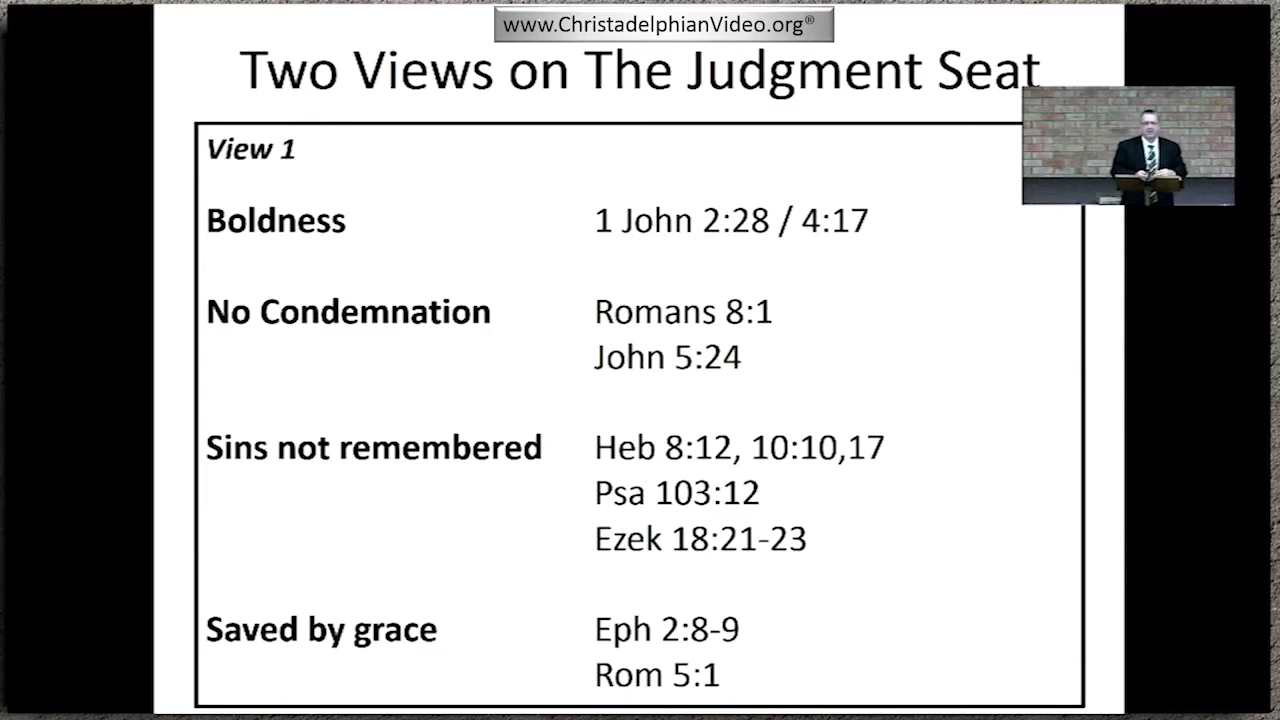 www.ChristadelphianVideo.org®
Two Views on The Judgment Seat
View 1
Boldness 1 John 2:28 / 4:17
No Condemnation Romans 8:1
John 5:24
Sins not remembered Heb 8:12, 10:10,17
Psa 103:12
Ezek 18:21-23
Saved by grace Eph 2:8-9
Rom 5:1